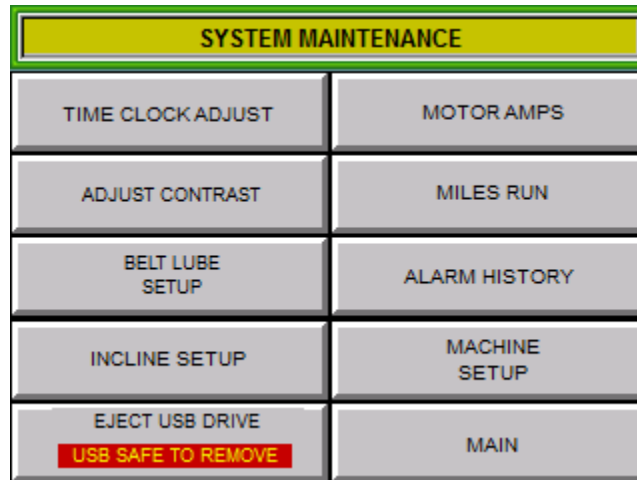 SYSTEM MAINTENANCE
TIME CLOCK ADJUST
MOTOR AMPS
ADJUST CONTRAST
MILES RUN
BELT LUBE
SETUP
ALARM HISTORY
INCLINE SETUP
MACHINE
SETUP
EJECT USB DRIVE
USB SAFE TO REMOVE
MAIN